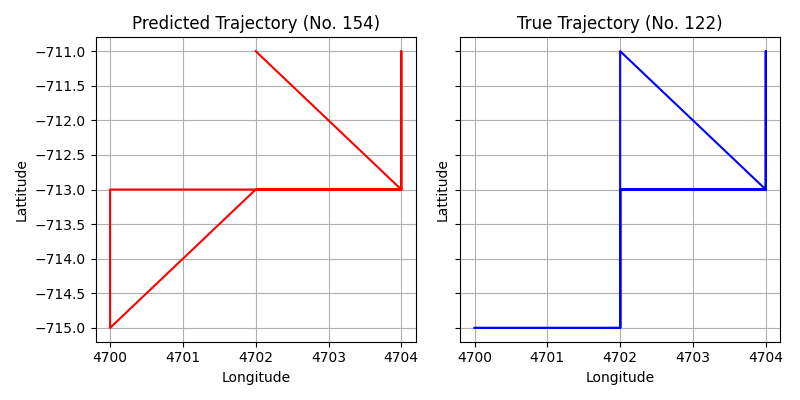 Predicted Trajectory (No. 154)
True Trajectory (No. 122)
−711.0
−711.5
−712.0
−712.5
−713.0
−713.5
−714.0
−714.5
−715.0
Lattitude
Lattitude
4700 4701 4702 4703 4704
4700 4701 4702 4703 4704
Longitude
Longitude